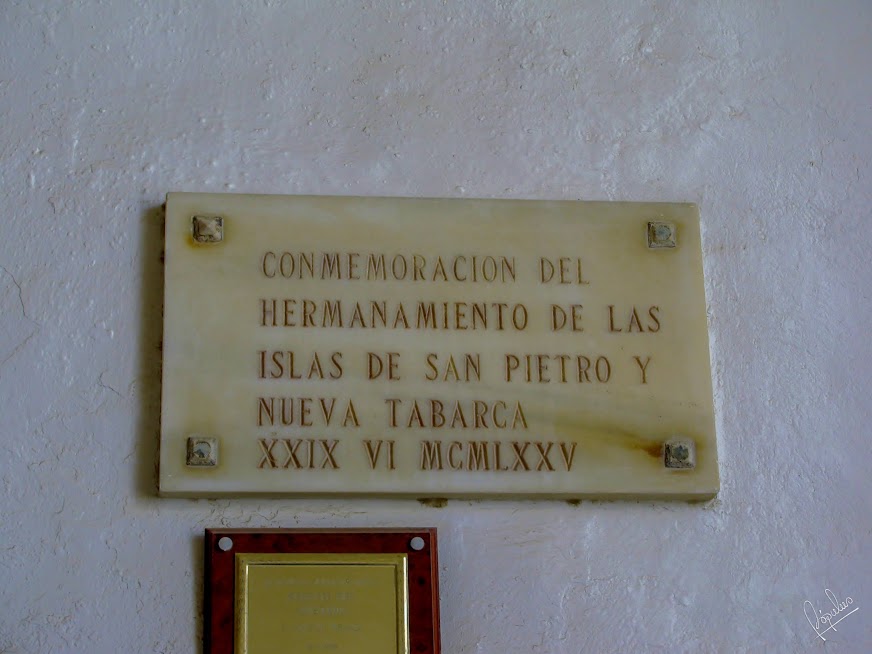 CONMEMORACION DEL
HERMANAMIENTO DE LAS
ISLAS DE SAN PIETRO Y
NUEVA TABARCA
XXIX VI MCMLXXV